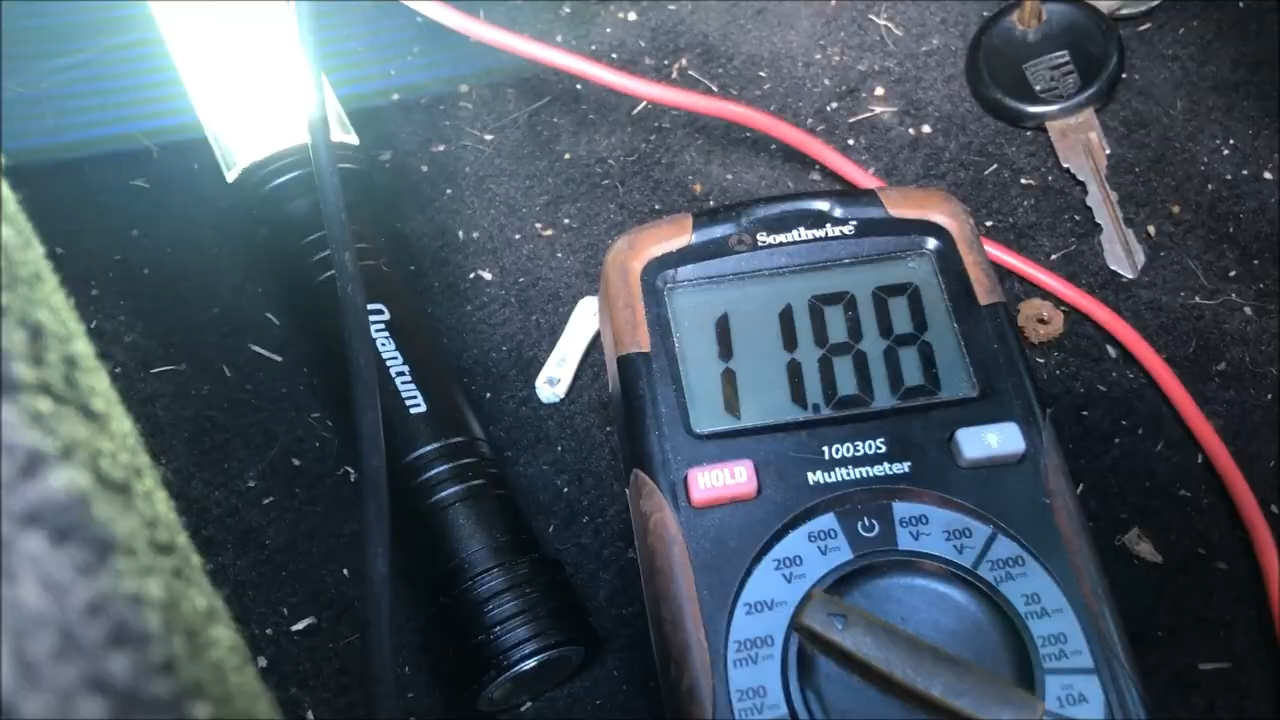 Quantum
Southwire™
11.88
10030S
Multimeter
HOLD
600
V⎓
200
V⎓
20V⎓
2000
mV⎓
200
mV⎓
600
V~
200
V~
2000
µA⎓
20
mA⎓
200
mA⎓
10A